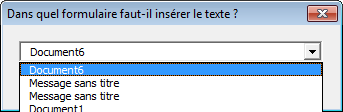 Dans quel formulaire faut-il insérer le texte ?
Document6
Document6
Message sans titre
Message sans titre
Document1